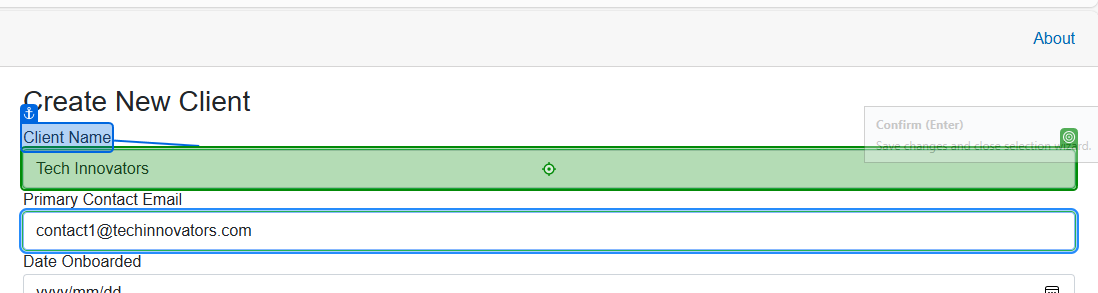 About
Create New Client
Confirm (Enter)
Save changes and close selection wizard.
Client Name
Tech Innovators
Primary Contact Email
contact1@techinnovators.com
Date Onboarded
yyyy/mm/dd